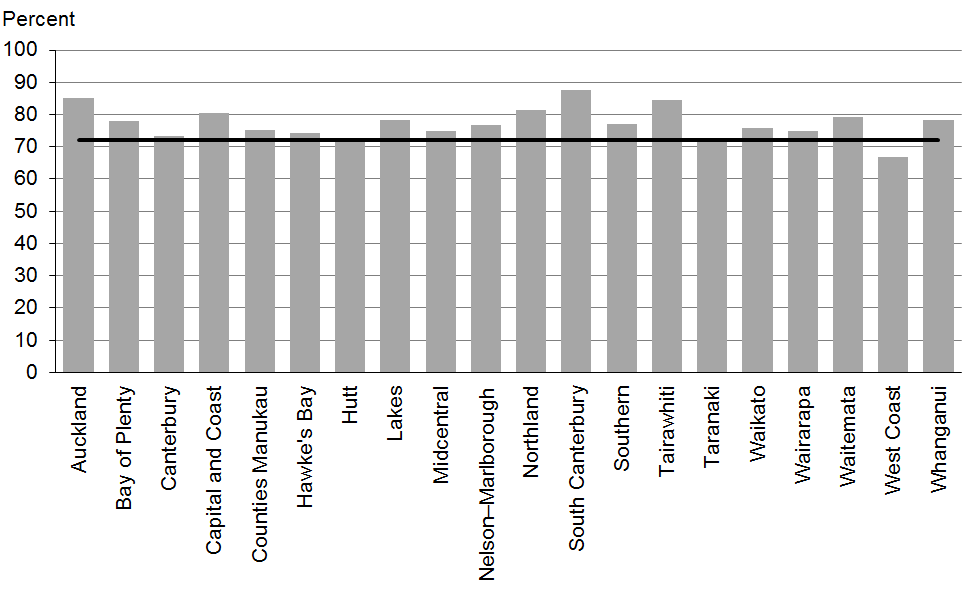 Percent
100
90
80
70
60
50
40
30
20
10
0
Auckland
Bay of Plenty
Canterbury
Capital and Coast
Counties Manukau
Hawke's Bay
Hutt
Lakes
Midcentral
Nelson–Marlborough
Northland
South Canterbury
Southern
Tairawhiti
Taranaki
Waikato
Wairarapa
Waitemata
West Coast
Whanganui